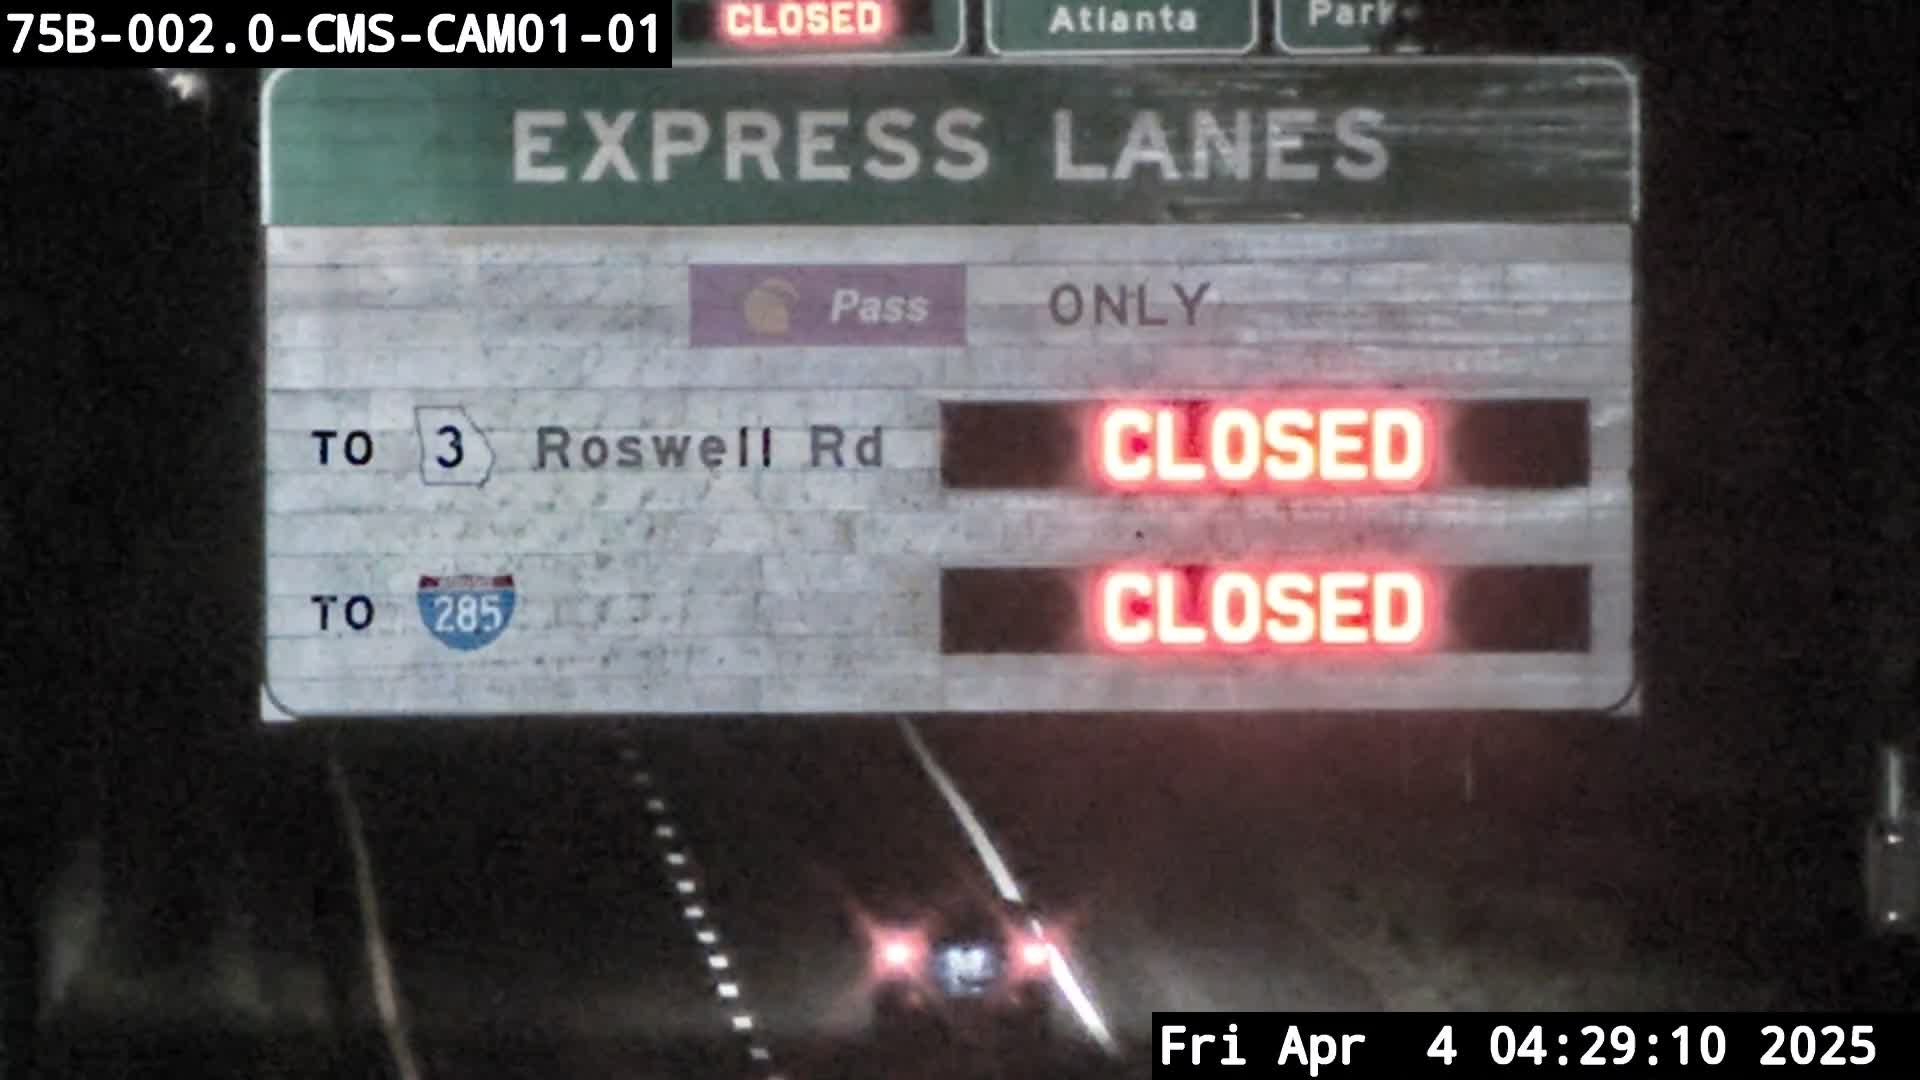 75B-002.0-CMS-CAM01-01
CLOSED
Atlanta
Park
EXPRESS LANES
Pass ONLY
TO 3 Roswell Rd CLOSED
TO 285 CLOSED
Fri Apr 4 04:29:10 2025